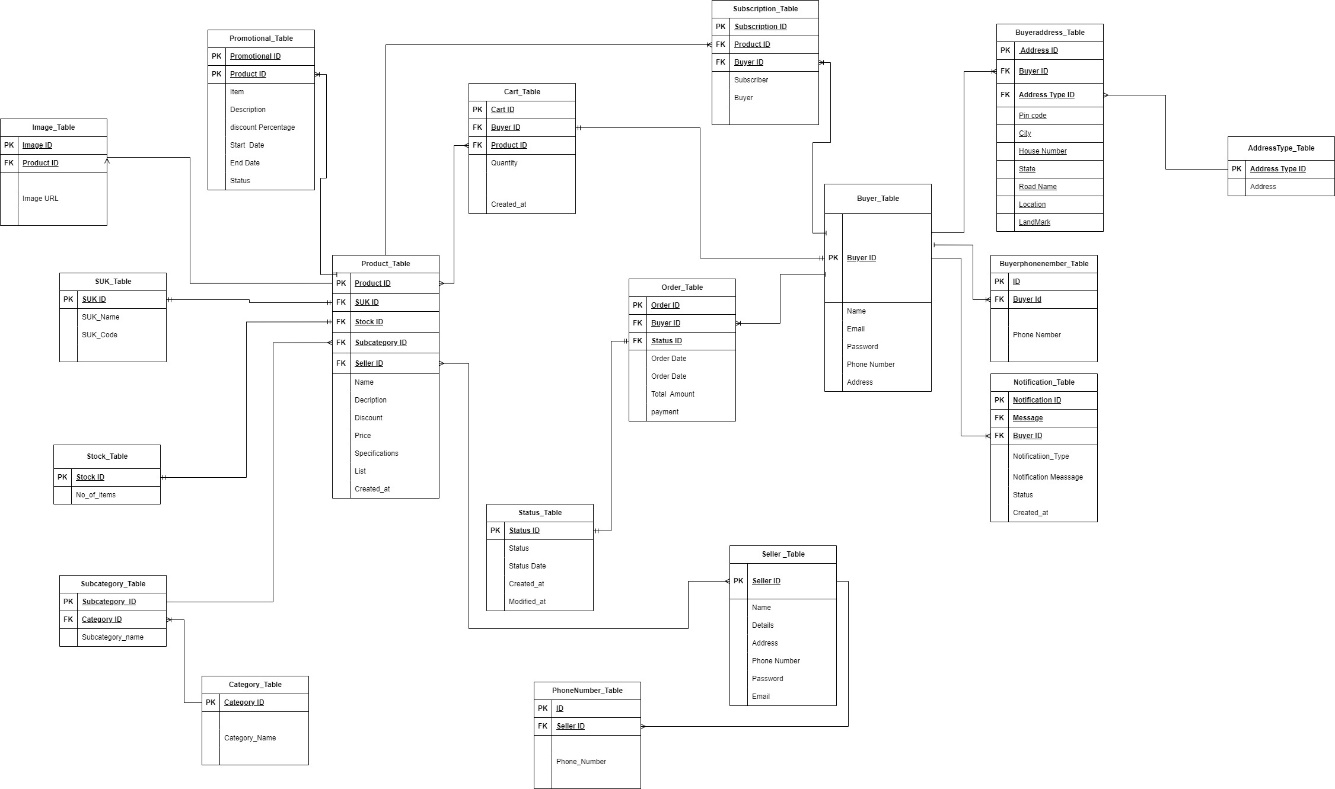 Subscription_Table
PK Subscription ID
FK Product ID
FK Buyer ID
Subscriber
Buyer
Promotional_Table
PK Promotional ID
FK Product ID
Item
Description
discount Percentage
Start Date
End Date
Status
Buyeraddress_Table
PK Address ID
FK Buyer ID
FK Address Type ID
Pin code
City
House Number
State
Road Name
Location
LandMark
Cart_Table
PK Cart ID
FK Buyer ID
FK Product ID
Quantity
Created_at
Image_Table
PK Image ID
FK Product ID
Image URL
AddressType_Table
PK Address Type ID
Address
Buyer_Table
PK Buyer ID
Name
Email
Password
Phone Number
Address
Product_Table
PK Product ID
FK SUK ID
FK Stock ID
FK Subcategory ID
FK Seller ID
Name
Decription
Discount
Price
Specifications
List
Created_at
Buyerphonenember_Table
PK ID
FK Buyer Id
Phone Nember
SUK_Table
PK SUK ID
SUK_Name
SUK_Code
Order_Table
PK Order ID
FK Buyer ID
FK Status ID
Order Date
Order Date
Total Amount
payment
Notification_Table
PK Notification ID
FK Message
FK Buyer ID
Notificatiion_Type
Notification Meassage
Status
Created_at
Stock_Table
PK Stock ID
No_of_items
Status_Table
PK Status ID
Status
Status Date
Created_at
Modified_at
Seller _Table
PK Seller ID
Name
Details
Address
Phone Number
Password
Email
Subcategory_Table
PK Subcategory_ID
FK Category ID
Subcategory_name
Category_Table
PK Category ID
Category_Name
PhoneNumber_Table
PK ID
FK Seller ID
Phone_Number